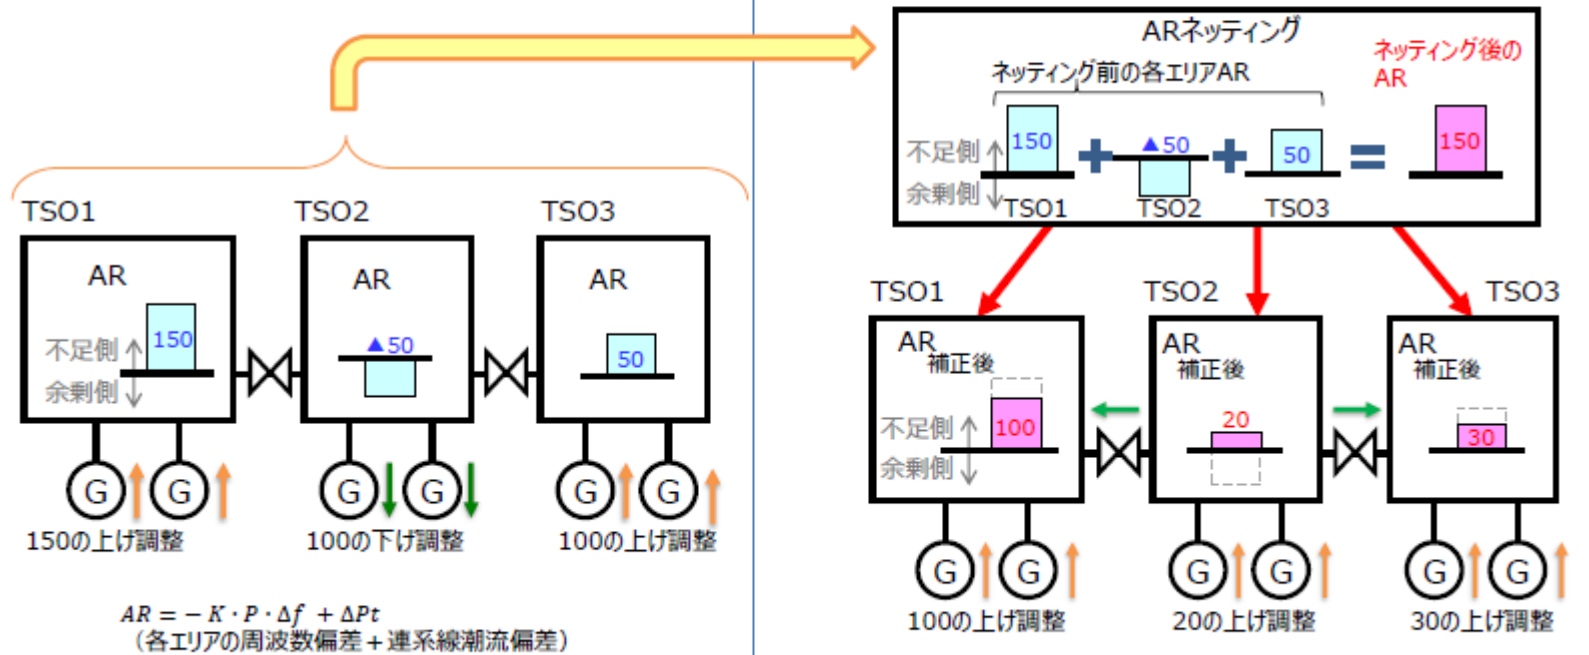 TSO1
TSO2
TSO3
AR
150
不足側
余剰側
AR
▲50
AR
50
G
G
G
G
G
G
150の上げ調整
100の下げ調整
100の上げ調整
AR = − K · P · Δf + ΔPt
(各エリアの周波数偏差+連系線潮流偏差)
ARネッティング
ネッティング前の各エリアAR
ネッティング後の
AR
不足側
余剰側
150
+
▲50
+
50
=
150
TSO1
TSO2
TSO3
TSO1
TSO2
TSO3
AR
補正後
不足側
余剰側
100
AR
補正後
20
AR
補正後
30
G
G
G
G
G
G
100の上げ調整
20の上げ調整
30の上げ調整